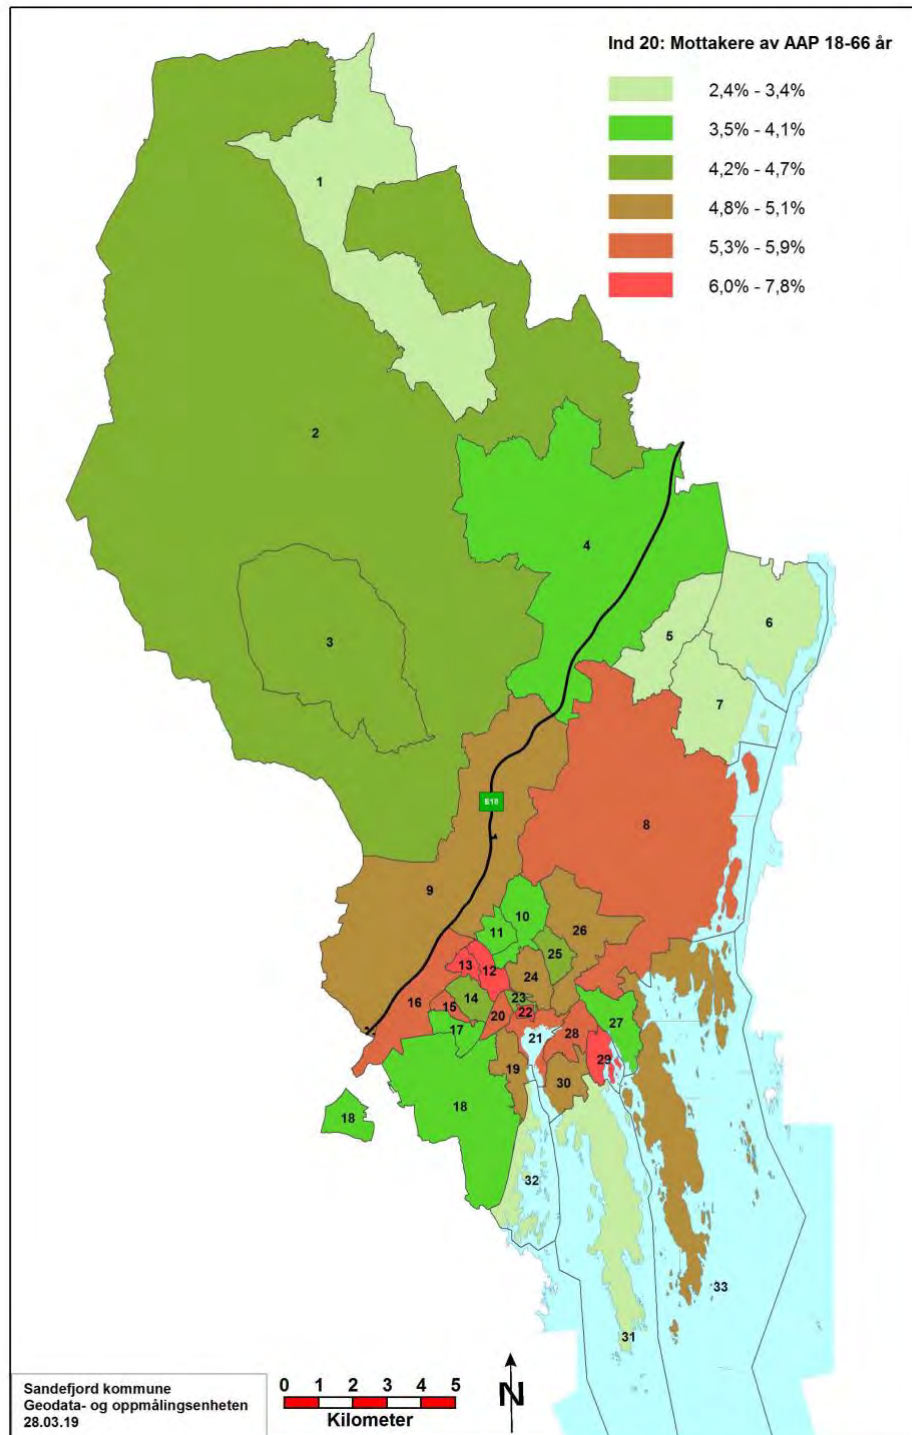 Ind 20: Mottakere av AAP 18-66 år
2,4% - 3,4%
3,5% - 4,1%
4,2% - 4,7%
4,8% - 5,1%
5,3% - 5,9%
6,0% - 7,8%
1
2
3
4
5
6
7
E18
8
9
10
11
26
25
13
12
24
16
15
14
23
22
20
17
21
28
27
29
19
30
18
18
32
33
31
Sandefjord kommune
Geodata- og oppmålingsenheten
28.03.19
0 1 2 3 4 5
Kilometer
N